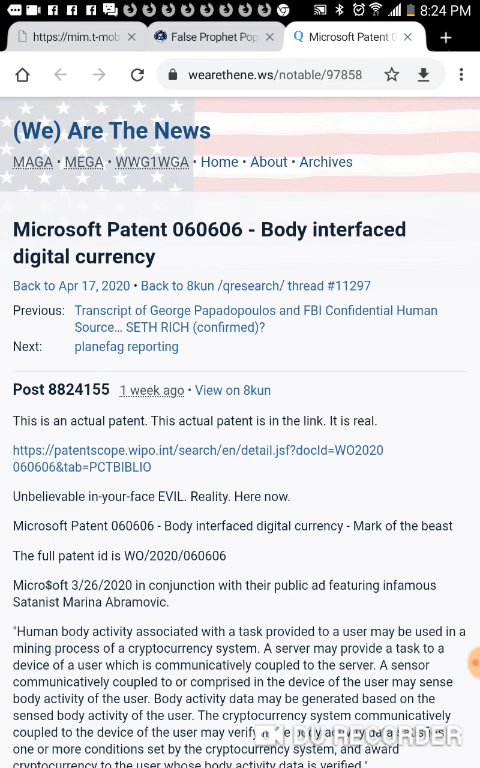 8:24 PM
https://mim.t-mob
False Prophet Pop
Microsoft Patent 0
wearethene.ws/notable/97858
(We) Are The News
MAGA • MEGA • WWG1WGA • Home • About • Archives
Microsoft Patent 060606 - Body interfaced
digital currency
Back to Apr 17, 2020 • Back to 8kun /qresearch/ thread #11297
Previous: Transcript of George Papadopoulos and FBI Confidential Human
Source... SETH RICH (confirmed)?
Next: planefag reporting
Post 8824155 1 week ago • View on 8kun
This is an actual patent. This actual patent is in the link. It is real.
https://patentscope.wipo.int/search/en/detail.jsf?docId=WO2020
060606&tab=PCTBIBLIO
Unbelievable in-your-face EVIL. Reality. Here now.
Microsoft Patent 060606 - Body interfaced digital currency - Mark of the beast
The full patent id is WO/2020/060606
Micro$oft 3/26/2020 in conjunction with their public ad featuring infamous
Satanist Marina Abramovic.
"Human body activity associated with a task provided to a user may be used in a
mining process of a cryptocurrency system. A server may provide a task to a
device of a user which is communicatively coupled to the server. A sensor
communicatively coupled to or comprised in the device of the user may sense
body activity of the user. Body activity data may be generated based on the
sensed body activity of the user. The cryptocurrency system communicatively
coupled to the device of the user may verify
one or more conditions set by the cryptocurrency system, and award
cryptocurrency to the user whose body activity data is verified."
DU RECORDER